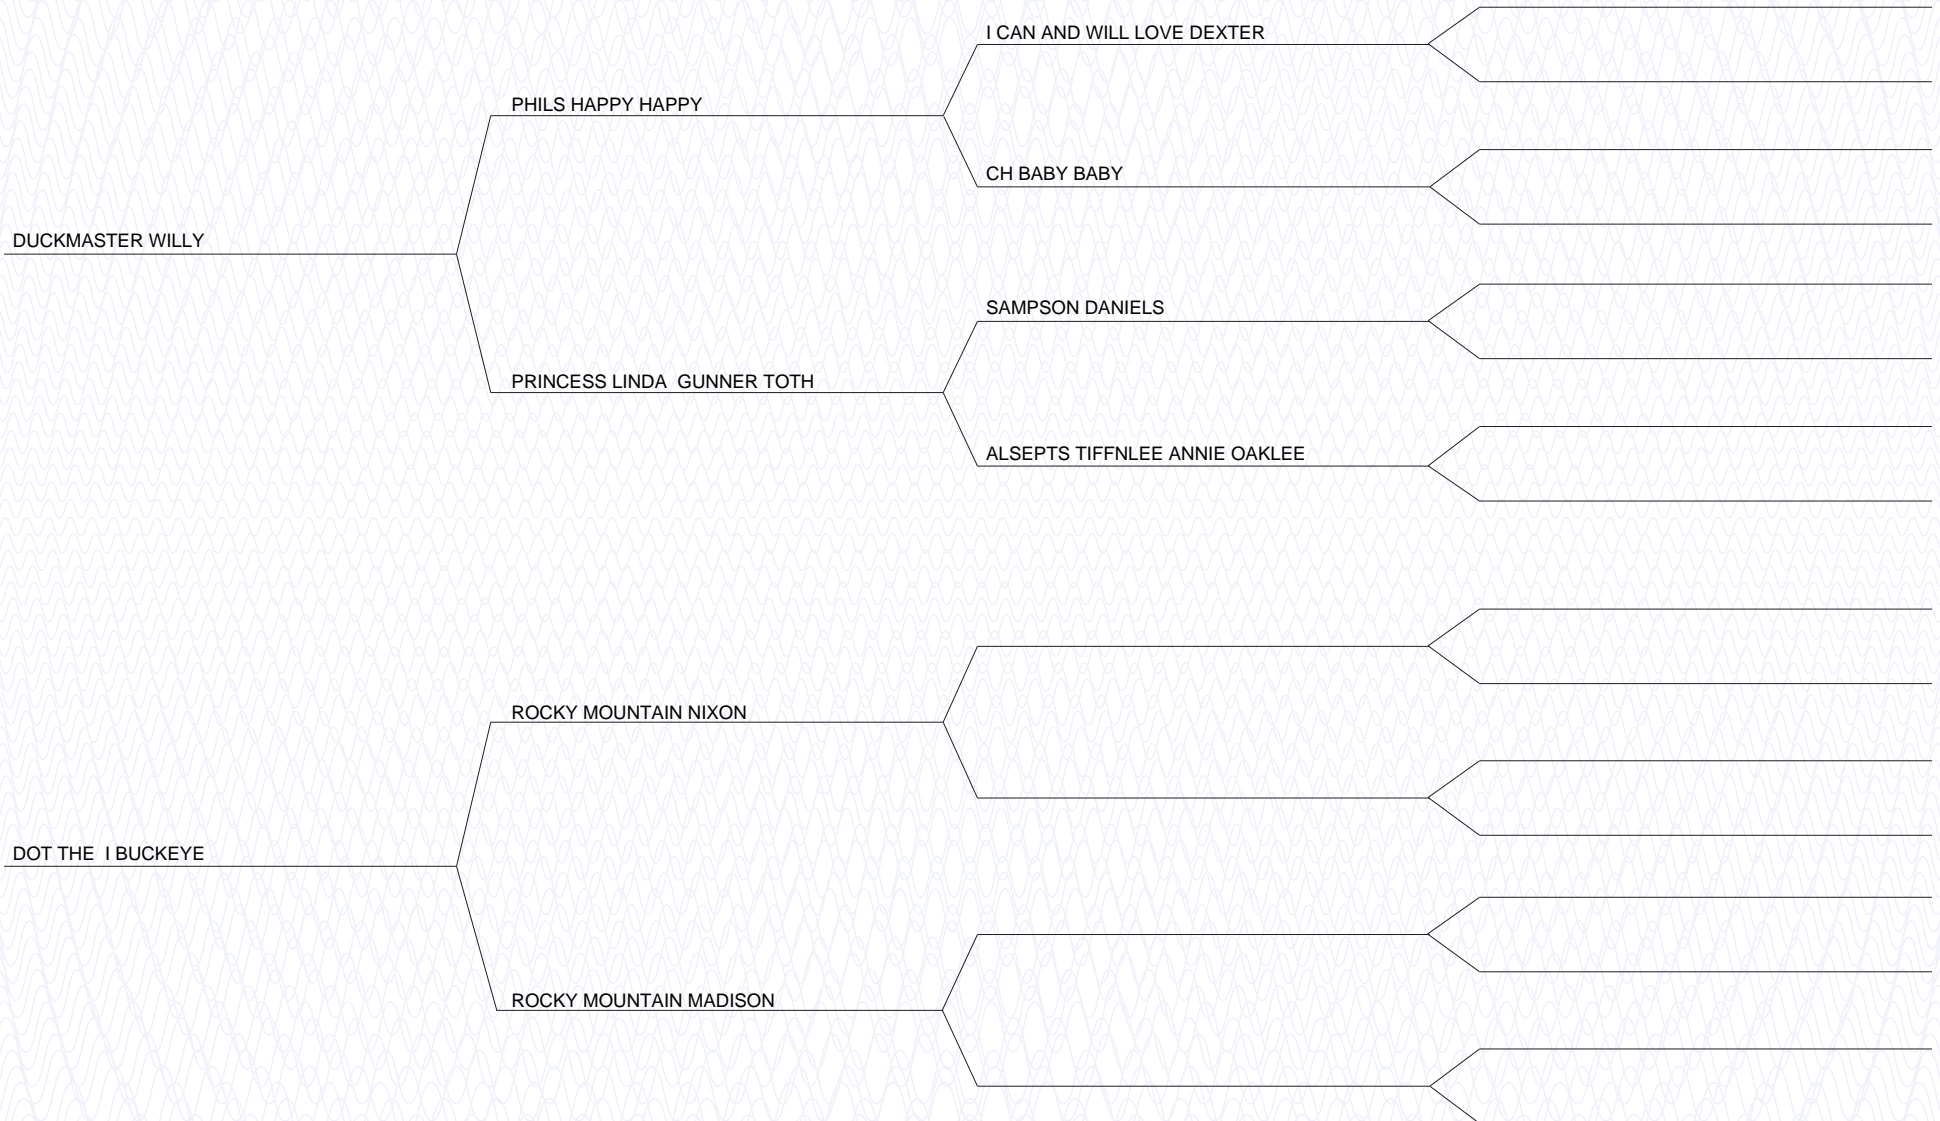 I CAN AND WILL LOVE DEXTER
PHILS HAPPY HAPPY
CH BABY BABY
DUCKMASTER WILLY
SAMPSON DANIELS
PRINCESS LINDA  GUNNER TOTH
ALSEPTS TIFFNLEE ANNIE OAKLEE
ROCKY MOUNTAIN NIXON
DOT THE  I BUCKEYE
ROCKY MOUNTAIN MADISON